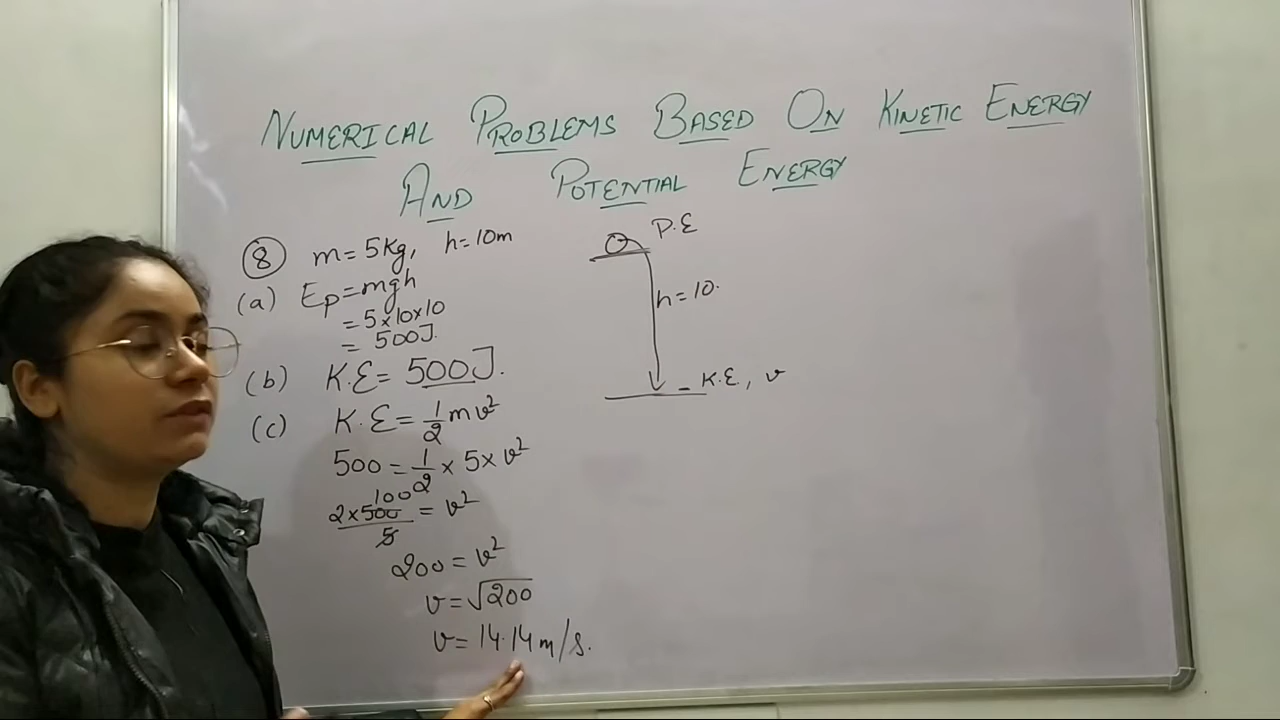 NUMERICAL PROBLEMS BASED ON KINETIC ENERGY
AND POTENTIAL ENERGY
8 m=5kg, h=10m
(a) Ep=mgh
=5×10×10
= 500J.
(b) K.E= 500J.
(c) K.E= 1/2 mv²
500 = 1/2 × 5× v²
2×500/5 = v²
100
200 = v²
v=√200
v= 14.14m/s.
P.E
h=10.
- K.E, v